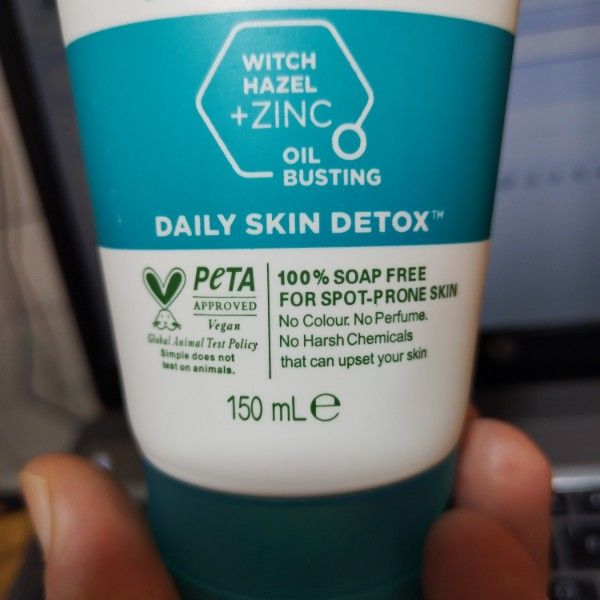 WITCH
HAZEL
+ZINC
OIL
BUSTING
DAILY SKIN DETOX™
PeTA
APPROVED
Vegan
Global Animal Test Policy
Simple does not
test on animals.
100% SOAP FREE
FOR SPOT-PRONE SKIN
No Colour. No Perfume.
No Harsh Chemicals
that can upset your skin
150 mL℮